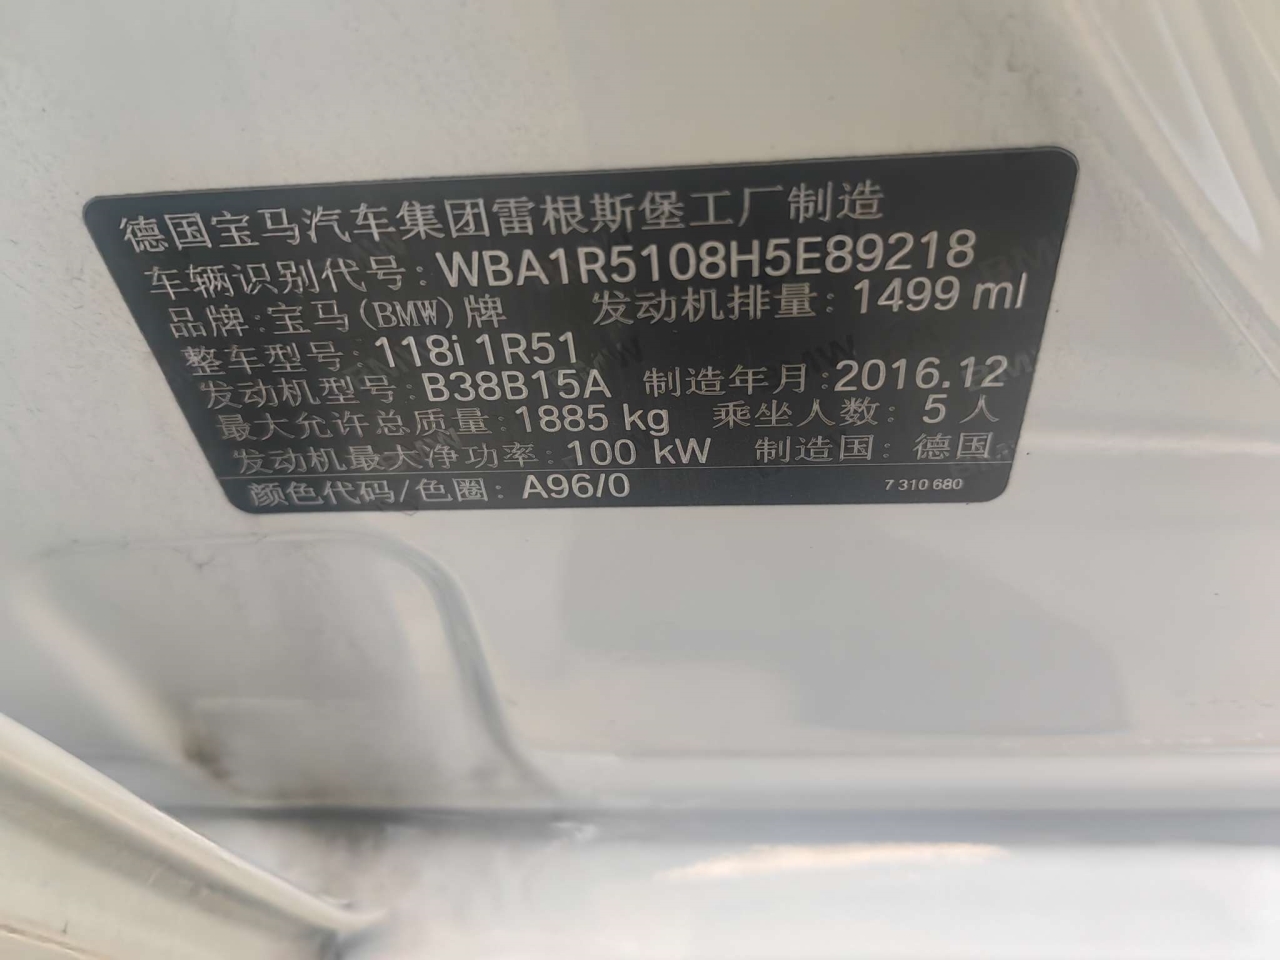 德国宝马汽车集团雷根斯堡工厂制造
车辆识别代号: WBA1R5108H5E89218
品牌:宝马(BMW)牌 发动机排量: 1499 ml
整车型号: 118i 1R51
发动机型号: B38B15A 制造年月:2016.12
最大允许总质量: 1885 kg 乘坐人数: 5 人
发动机最大净功率: 100 kW 制造国: 德国
颜色代码/色圈: A96/0 7 310 680